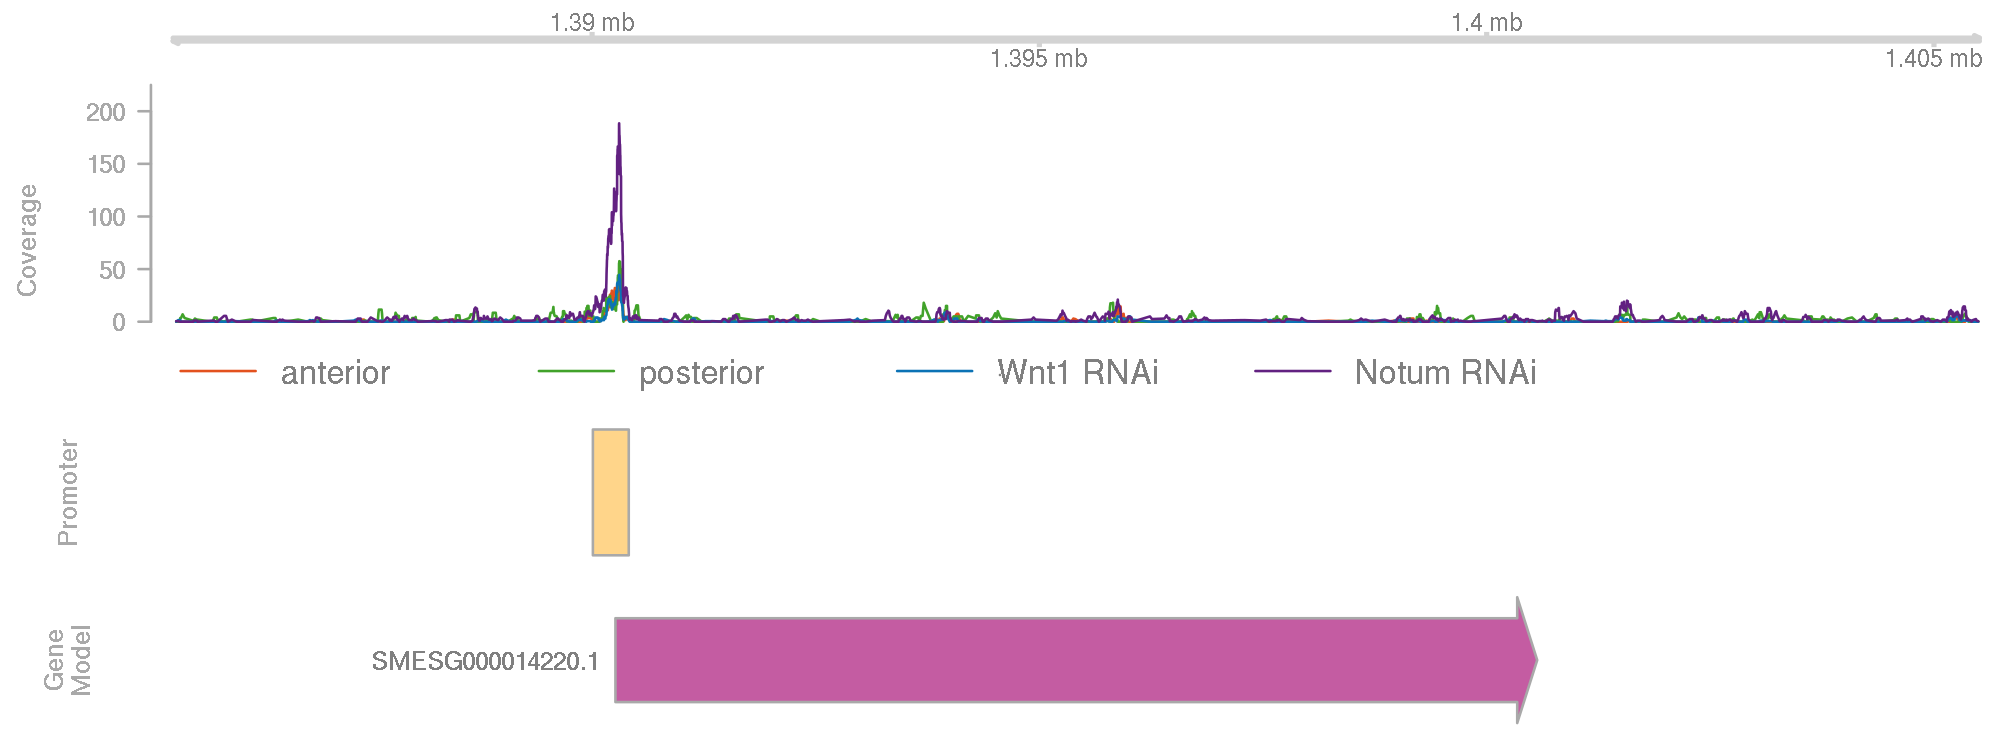 1.39 mb
1.4 mb
1.395 mb
1.405 mb
Coverage
200
150
100
50
0
anterior
posterior
Wnt1 RNAi
Notum RNAi
Promoter
Gene
Model
SMESG000014220.1